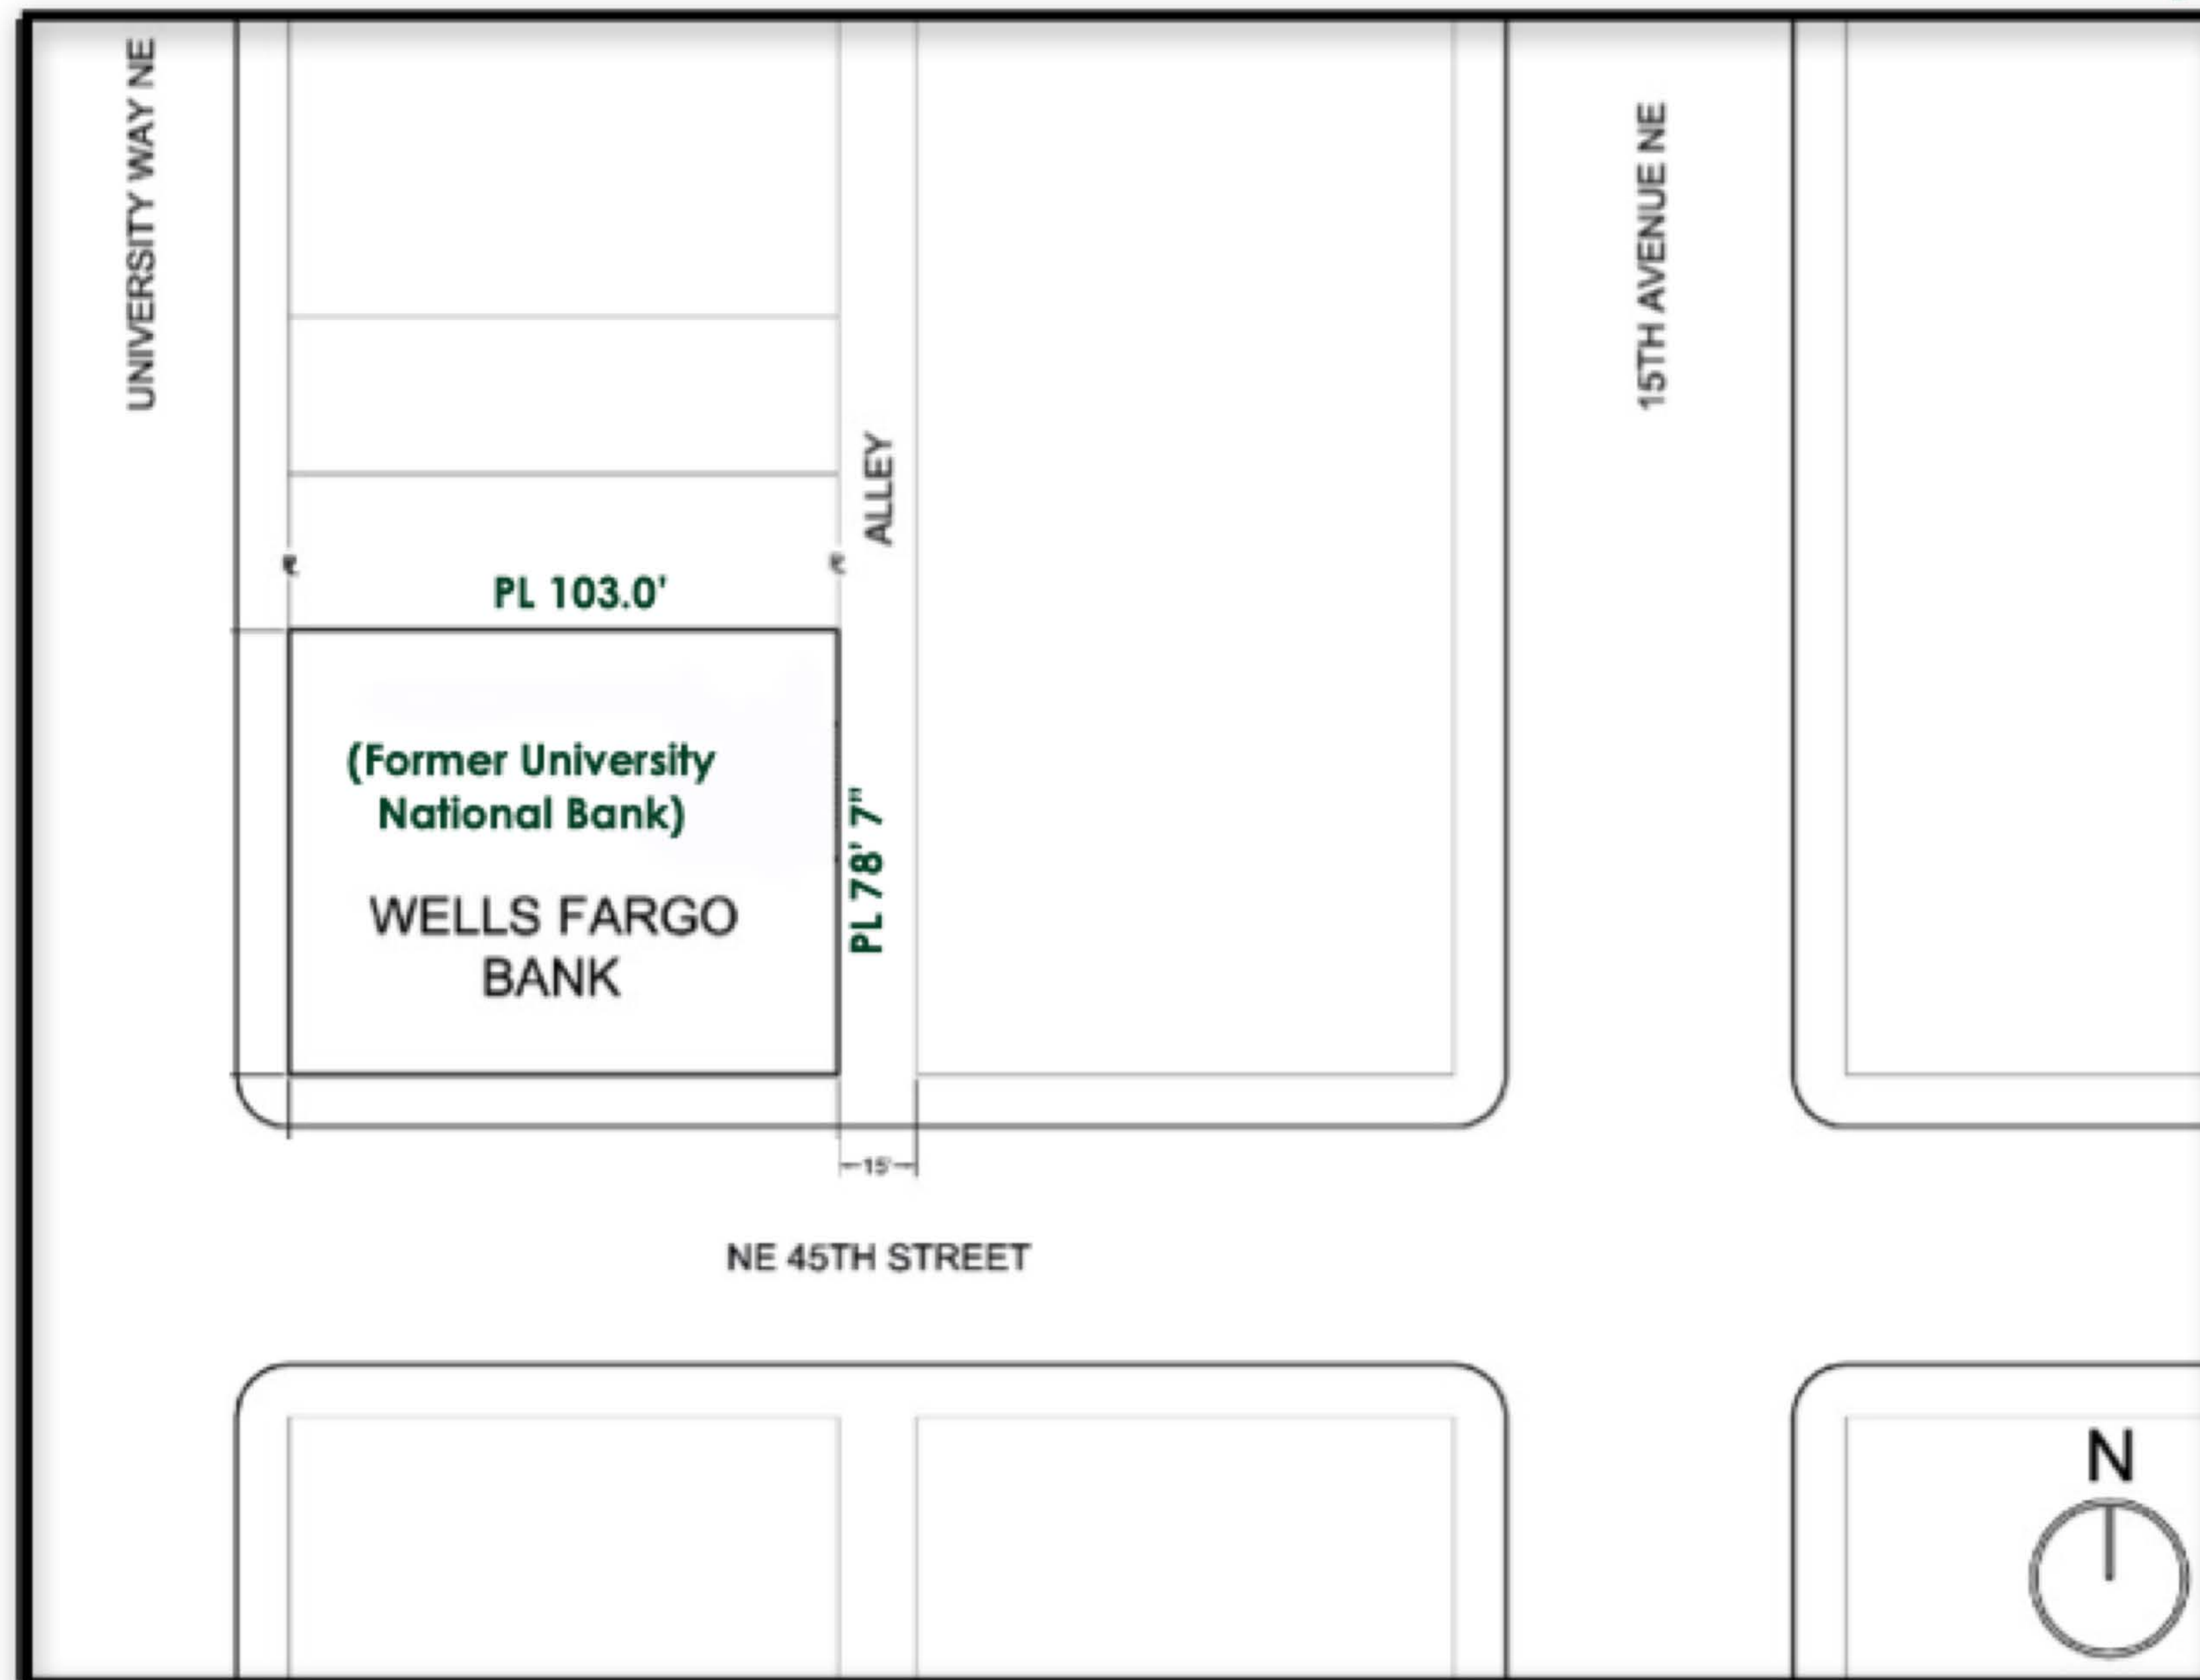 UNIVERSITY WAY NE
15TH AVENUE NE
ALLEY
PL 103.0'
(Former University
National Bank)
PL 78' 7"
WELLS FARGO
BANK
15'
NE 45TH STREET
N